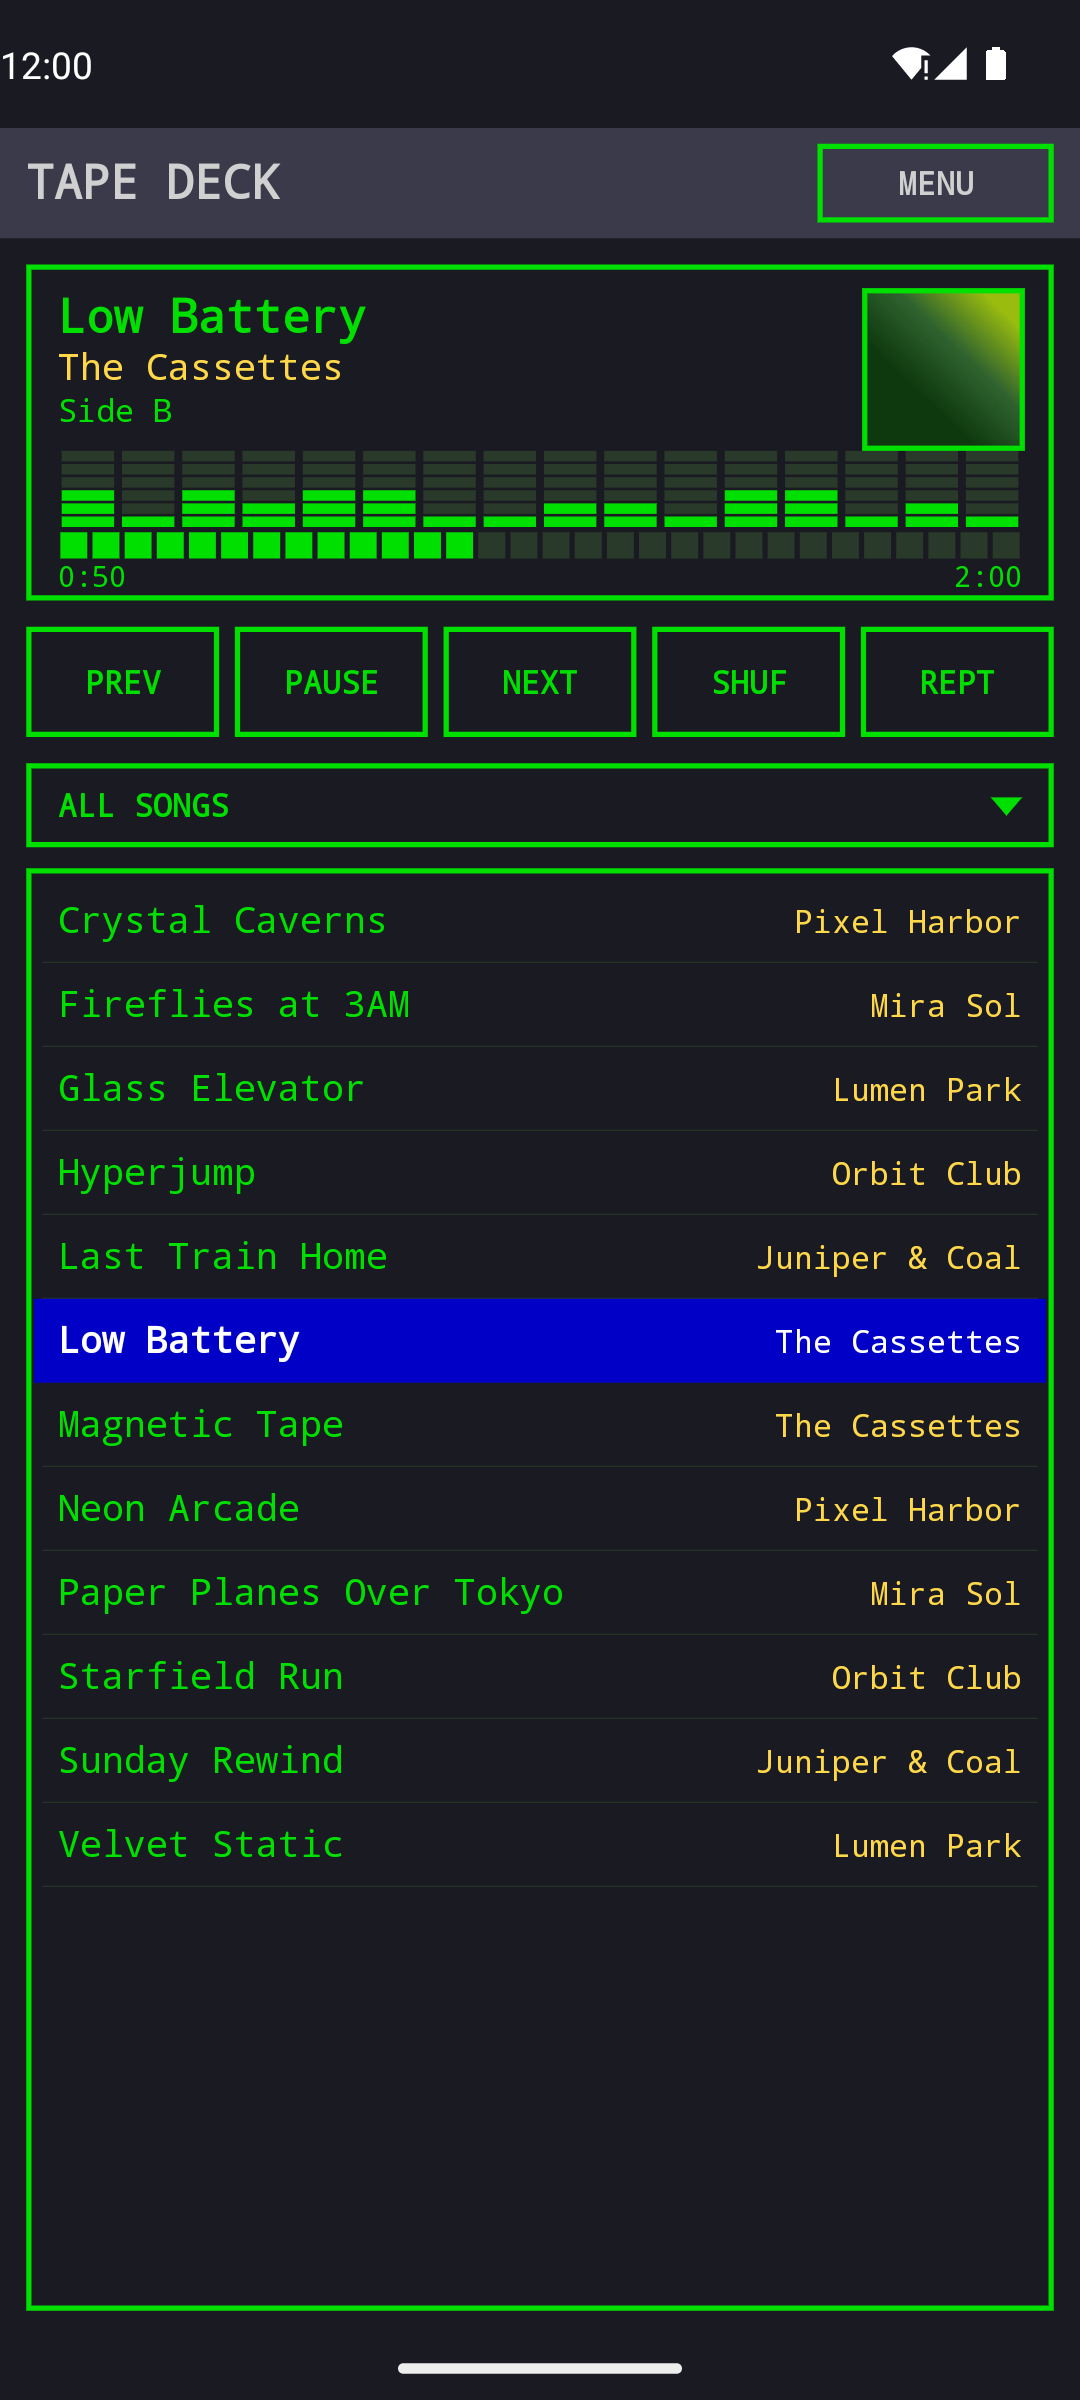 12:00
TAPE DECK
MENU
Low Battery
The Cassettes
Side B
0:50 2:00
PREV PAUSE NEXT SHUF REPT
ALL SONGS
Crystal Caverns Pixel Harbor
Fireflies at 3AM Mira Sol
Glass Elevator Lumen Park
Hyperjump Orbit Club
Last Train Home Juniper & Coal
Low Battery The Cassettes
Magnetic Tape The Cassettes
Neon Arcade Pixel Harbor
Paper Planes Over Tokyo Mira Sol
Starfield Run Orbit Club
Sunday Rewind Juniper & Coal
Velvet Static Lumen Park